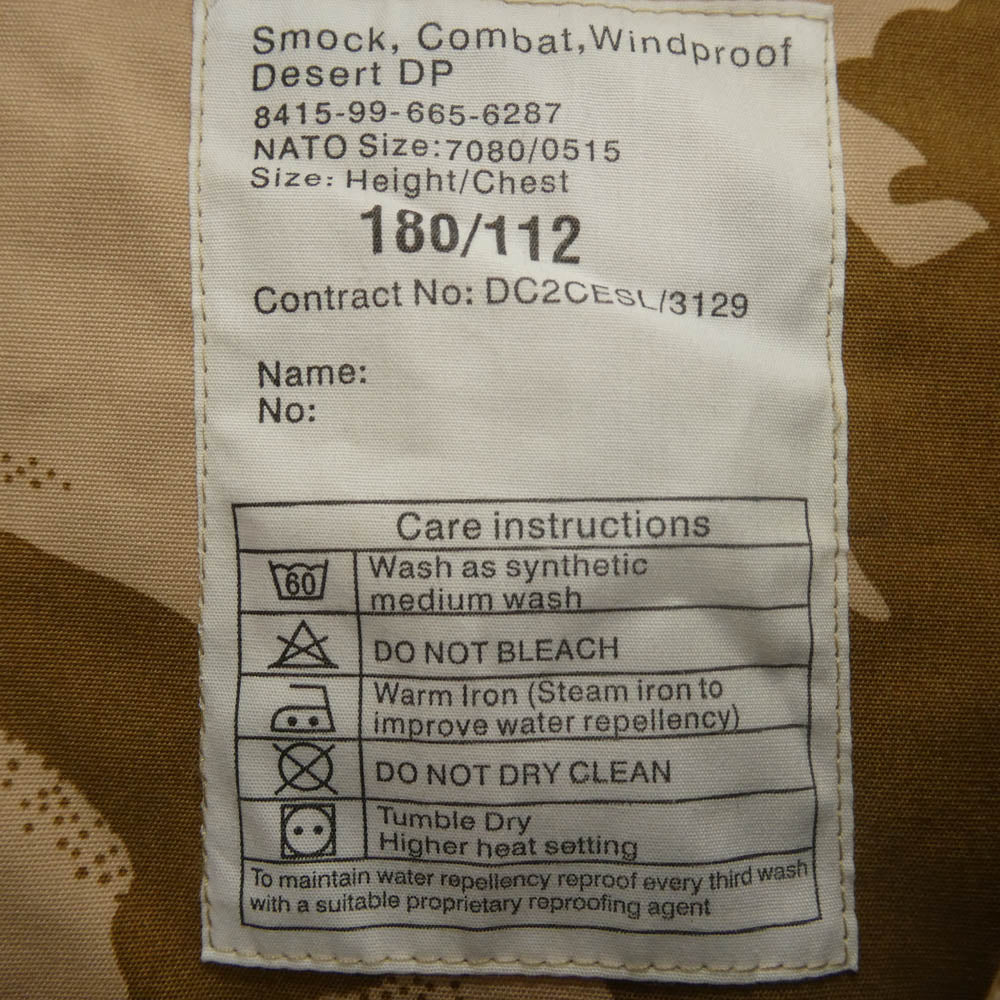 Smock, Combat, Windproof
Desert DP
8415-99-665-6287
NATO Size:7080/0515
Size: Height/Chest
180/112
Contract No: DC2CESL/3129
Name:
No:
Care instructions
60 Wash as synthetic
medium wash
DO NOT BLEACH
Warm Iron (Steam iron to
improve water repellency)
DO NOT DRY CLEAN
Tumble Dry
Higher heat setting
To maintain water repellency reproof every third wash
with a suitable proprietary reproofing agent